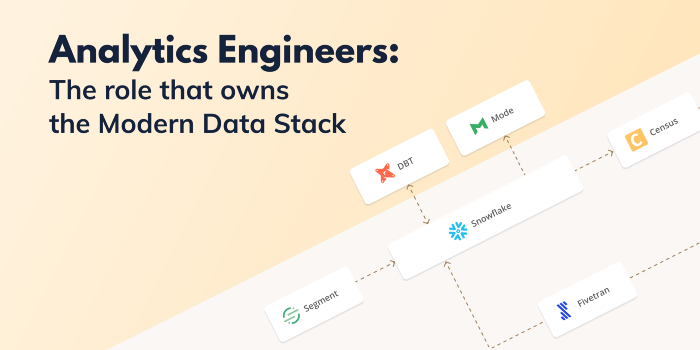 Analytics Engineers:
The role that owns
the Modern Data Stack
Mode
Census
DBT
Snowflake
Segment
Fivetran